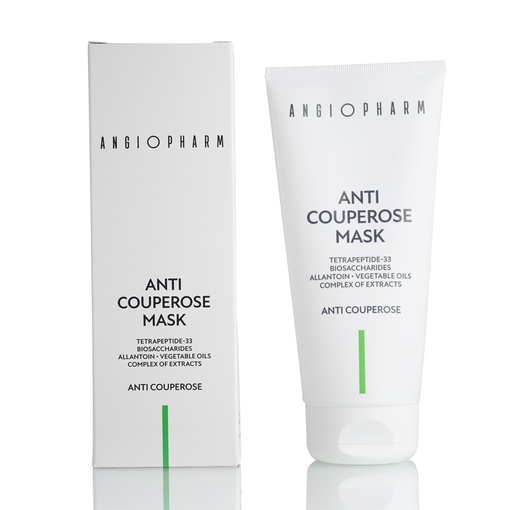 ANGIOPHARM
ANTI
COUPEROSE
MASK
TETRAPEPTIDE-33
BIOSACCHARIDES
ALLANTOIN • VEGETABLE OILS
COMPLEX OF EXTRACTS
ANTI COUPEROSE
ANGIOPHARM
ANTI
COUPEROSE
MASK
TETRAPEPTIDE-33
BIOSACCHARIDES
ALLANTOIN • VEGETABLE OILS
COMPLEX OF EXTRACTS
ANTI COUPEROSE